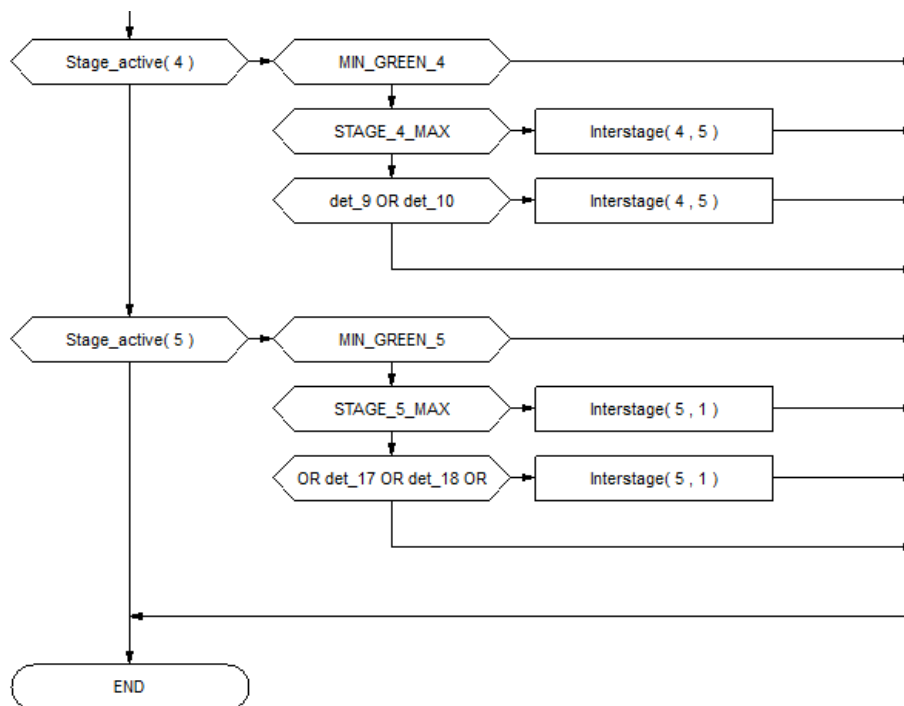 Stage_active( 4 )
MIN_GREEN_4
STAGE_4_MAX
Interstage( 4 , 5 )
det_9 OR det_10
Interstage( 4 , 5 )
Stage_active( 5 )
MIN_GREEN_5
STAGE_5_MAX
Interstage( 5 , 1 )
OR det_17 OR det_18 OR
Interstage( 5 , 1 )
END